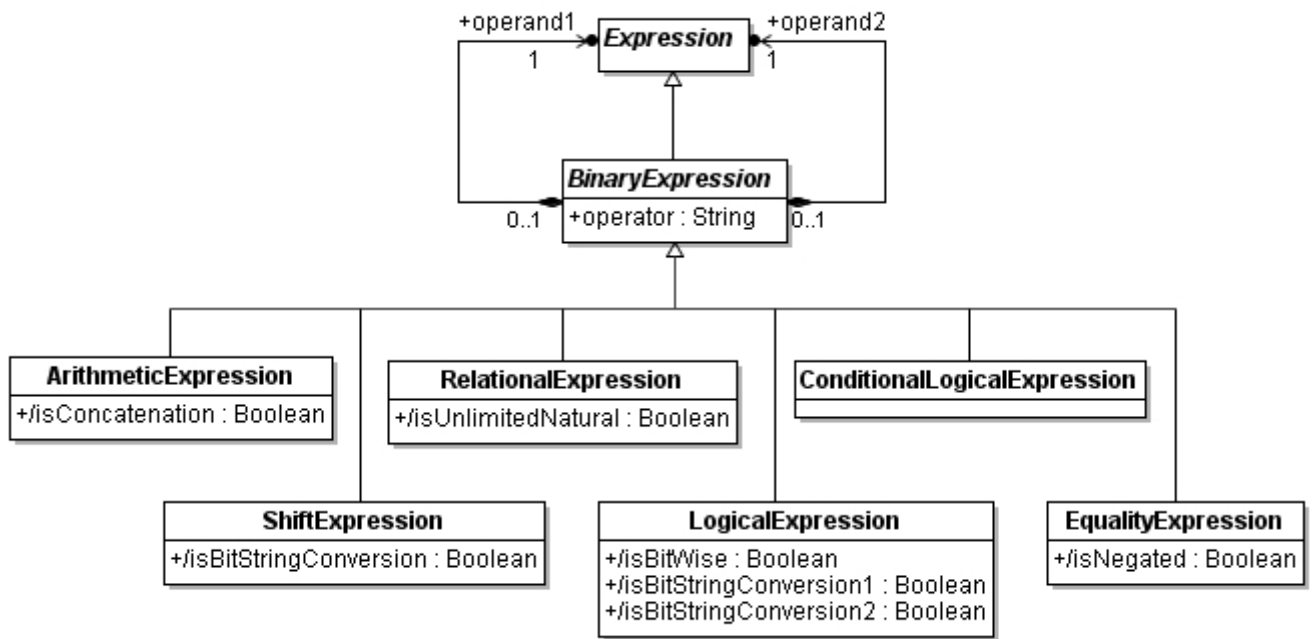 +operand1
Expression
+operand2
1
1
BinaryExpression
+operator : String
0..1
0..1
ArithmeticExpression
+/isConcatenation : Boolean
RelationalExpression
+/isUnlimitedNatural : Boolean
ConditionalLogicalExpression
ShiftExpression
+/isBitStringConversion : Boolean
LogicalExpression
+/isBitWise : Boolean
+/isBitStringConversion1 : Boolean
+/isBitStringConversion2 : Boolean
EqualityExpression
+/isNegated : Boolean